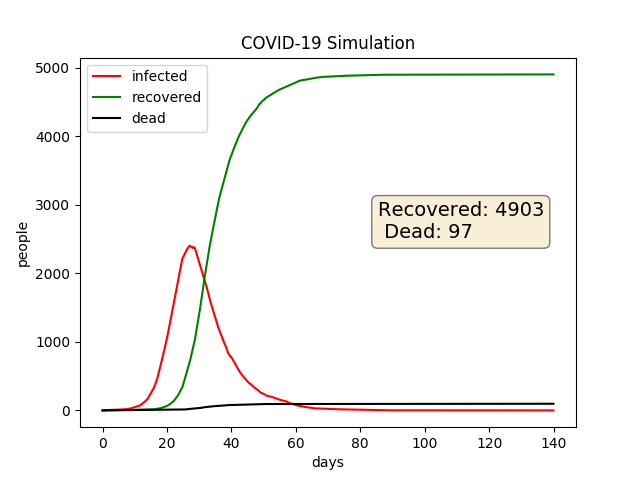 COVID-19 Simulation
infected
recovered
dead
5000
4000
3000
2000
1000
0
people
Recovered: 4903
Dead: 97
0 20 40 60 80 100 120 140
days